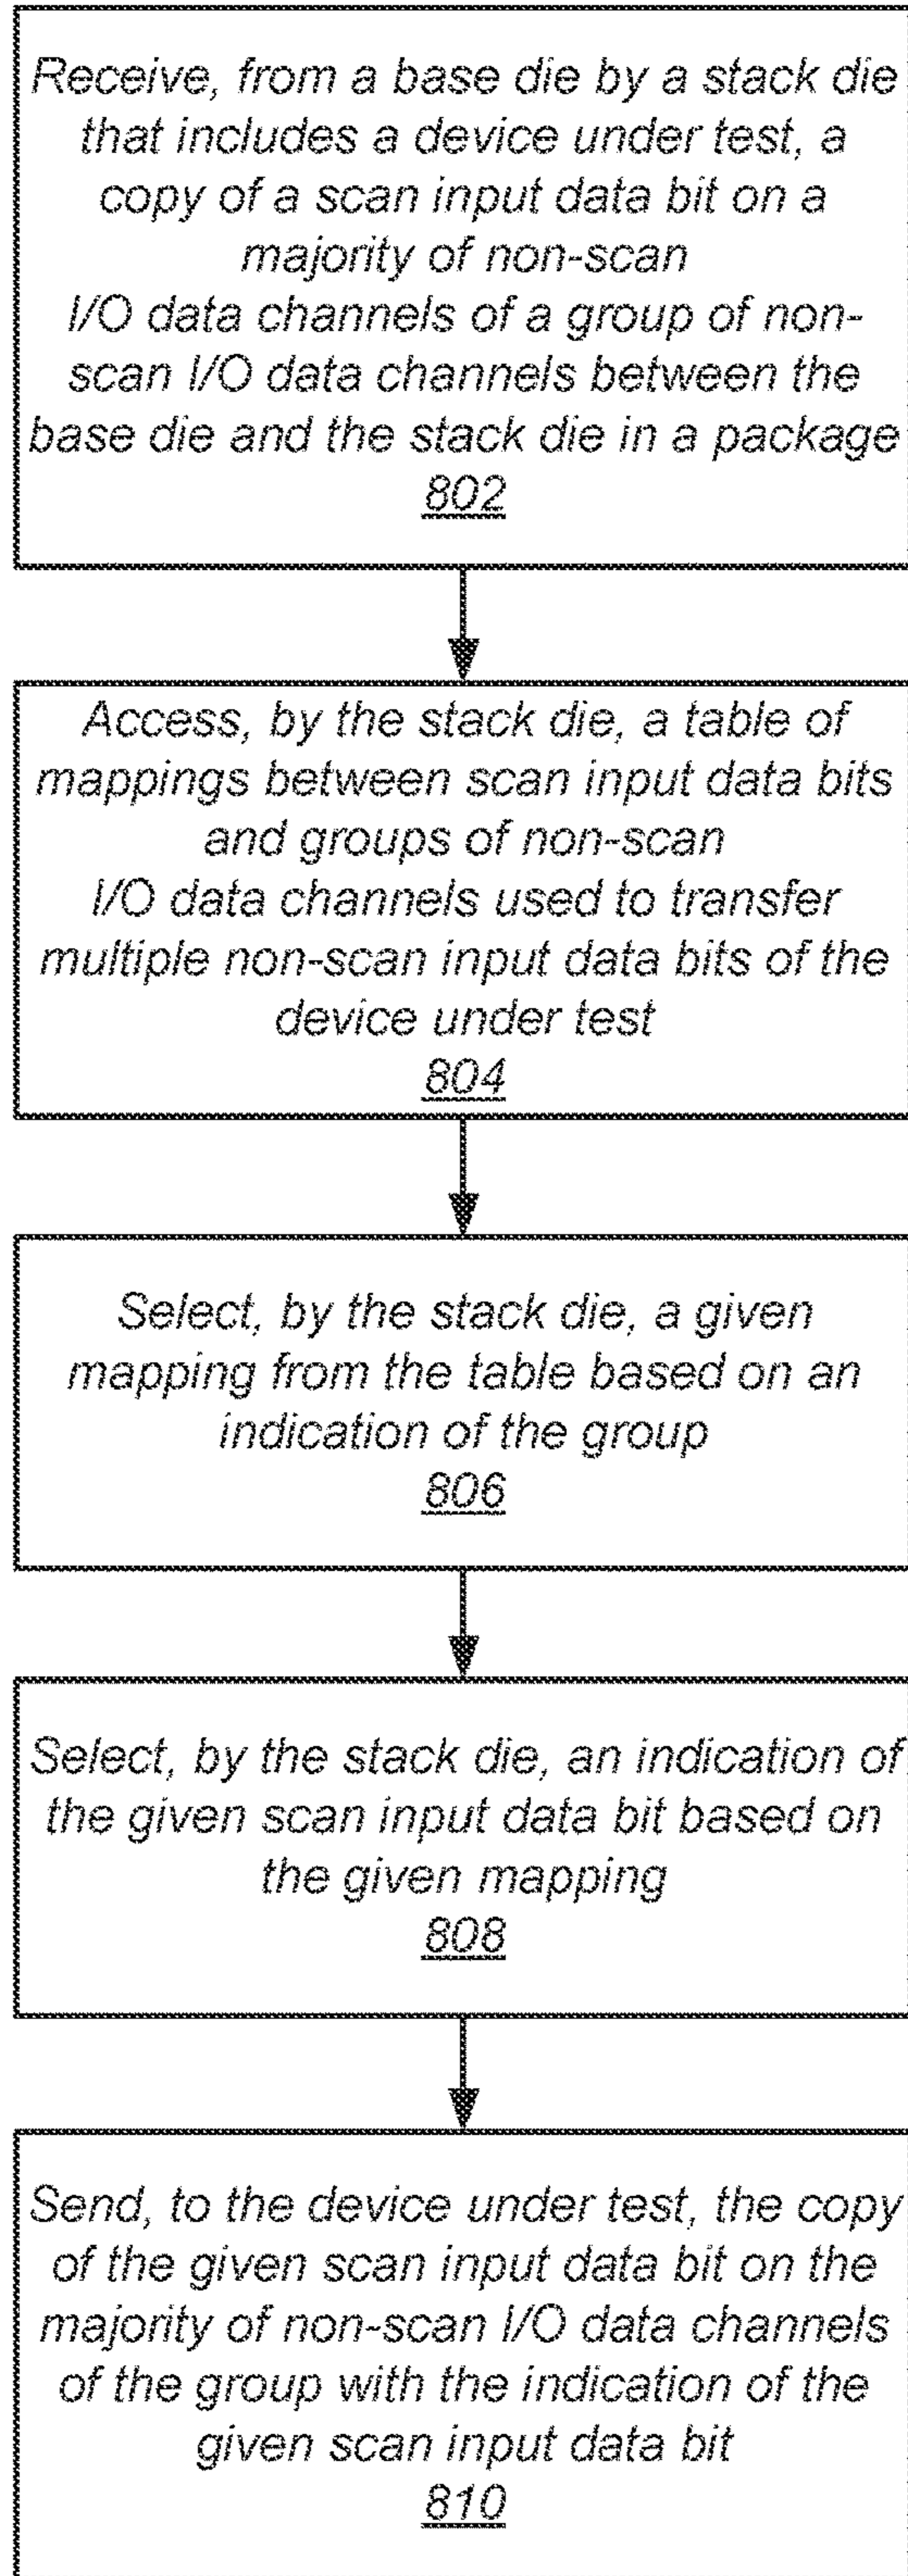 Receive, from a base die by a stack die
that includes a device under test, a
copy of a scan input data bit on a
majority of non-scan
I/O data channels of a group of non-
scan I/O data channels between the
base die and the stack die in a package
802
Access, by the stack die, a table of
mappings between scan input data bits
and groups of non-scan
I/O data channels used to transfer
multiple non-scan input data bits of the
device under test
804
Select, by the stack die, a given
mapping from the table based on an
indication of the group
806
Select, by the stack die, an indication of
the given scan input data bit based on
the given mapping
808
Send, to the device under test, the copy
of the given scan input data bit on the
majority of non-scan I/O data channels
of the group with the indication of the
given scan input data bit
810